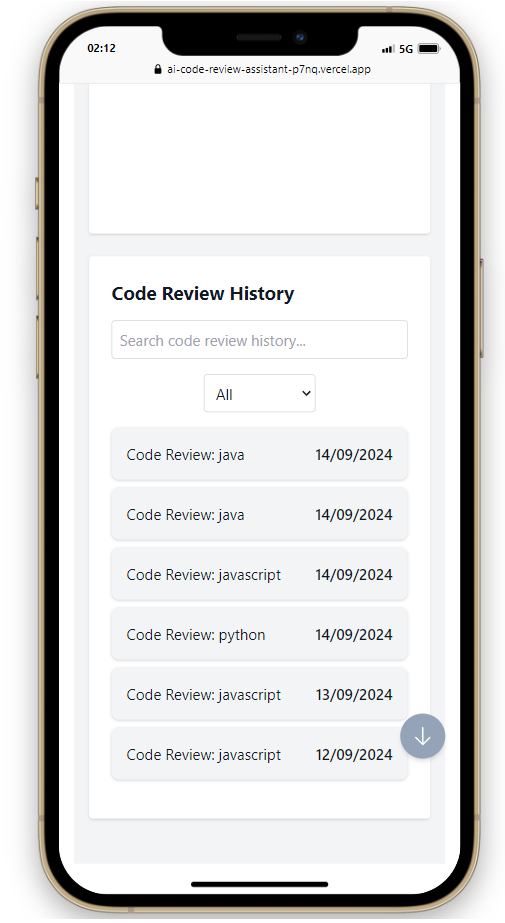 02:12
5G
ai-code-review-assistant-p7nq.vercel.app
Code Review History
Search code review history...
All
Code Review: java 14/09/2024
Code Review: java 14/09/2024
Code Review: javascript 14/09/2024
Code Review: python 14/09/2024
Code Review: javascript 13/09/2024
Code Review: javascript 12/09/2024